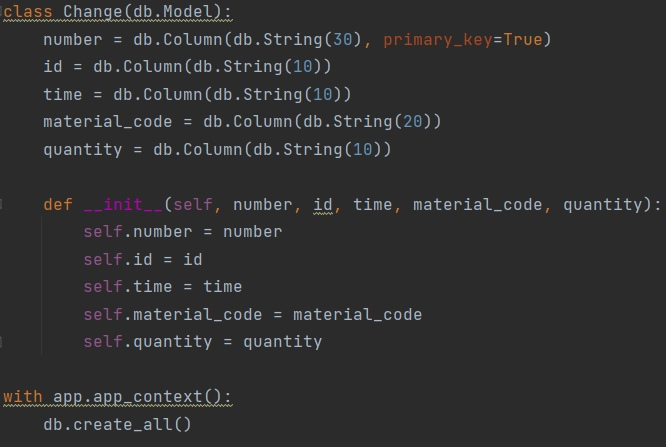 class Change(db.Model):
    number = db.Column(db.String(30), primary_key=True)
    id = db.Column(db.String(10))
    time = db.Column(db.String(10))
    material_code = db.Column(db.String(20))
    quantity = db.Column(db.String(10))

    def __init__(self, number, id, time, material_code, quantity):
        self.number = number
        self.id = id
        self.time = time
        self.material_code = material_code
        self.quantity = quantity

with app.app_context():
    db.create_all()